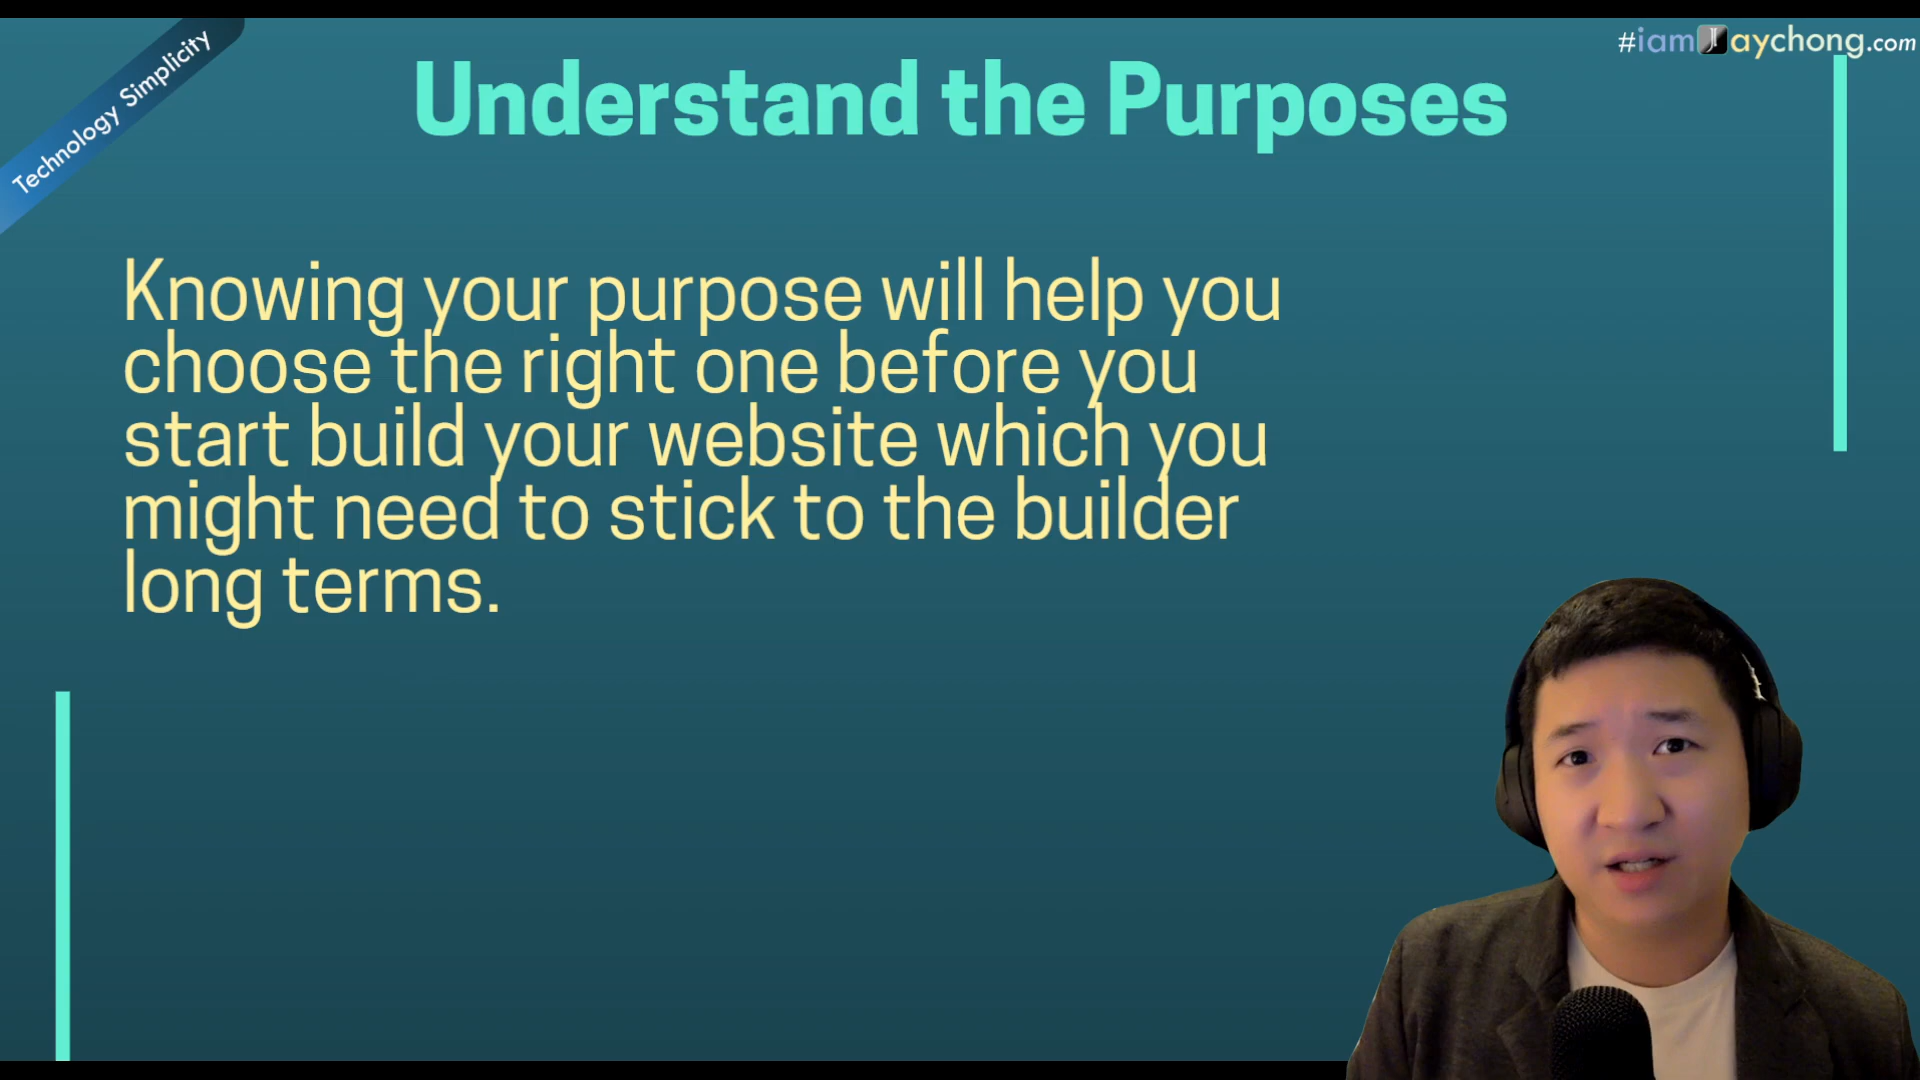 Technology Simplicity
#iamJaychong.com
Understand the Purposes
Knowing your purpose will help you
choose the right one before you
start build your website which you
might need to stick to the builder
long terms.